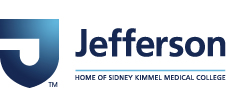 Jefferson
HOME OF SIDNEY KIMMEL MEDICAL COLLEGE
TM